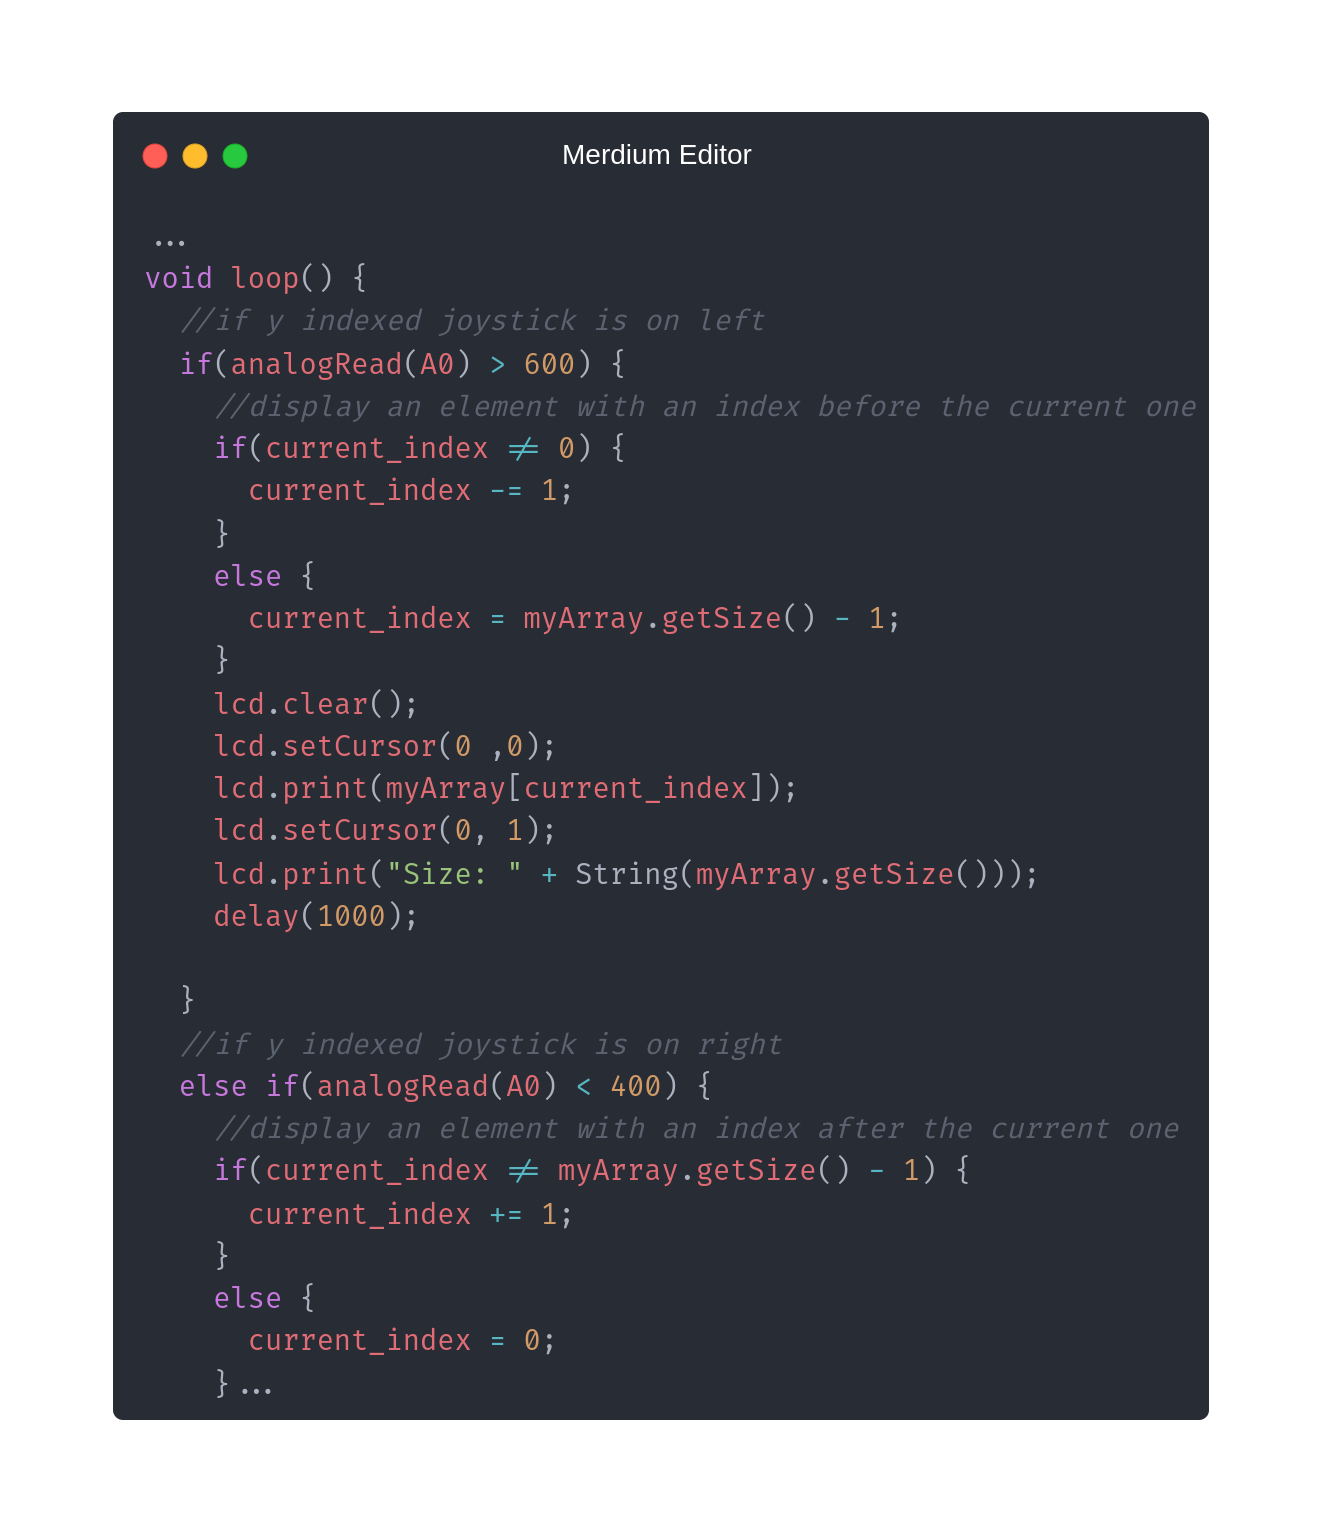 Merdium Editor
...
void loop() {
  //if y indexed joystick is on left
  if(analogRead(A0) > 600) {
    //display an element with an index before the current one
    if(current_index != 0) {
      current_index -= 1;
    }
    else {
      current_index = myArray.getSize() - 1;
    }
    lcd.clear();
    lcd.setCursor(0 ,0);
    lcd.print(myArray[current_index]);
    lcd.setCursor(0, 1);
    lcd.print("Size: " + String(myArray.getSize()));
    delay(1000);

  }
  //if y indexed joystick is on right
  else if(analogRead(A0) < 400) {
    //display an element with an index after the current one
    if(current_index != myArray.getSize() - 1) {
      current_index += 1;
    }
    else {
      current_index = 0;
    }...